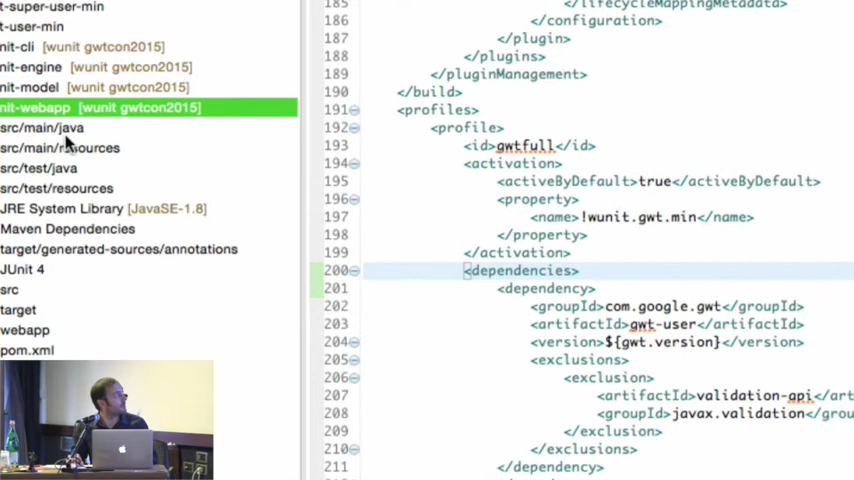 t-super-user-min
t-user-min
nit-cli [wunit gwtcon2015]
nit-engine [wunit gwtcon2015]
nit-model [wunit gwtcon2015]
nit-webapp [wunit gwtcon2015]
src/main/java
src/main/resources
src/test/java
src/test/resources
JRE System Library [JavaSE-1.8]
Maven Dependencies
target/generated-sources/annotations
JUnit 4
src
target
webapp
pom.xml
185 </lifecycleMappingMetadata>
186 </configuration>
187 </plugin>
188 </plugins>
189 </pluginManagement>
190 </build>
191 <profiles>
192 <profile>
193 <id>gwtfull</id>
194 <activation>
195 <activeByDefault>true</activeByDefault>
196 <property>
197 <name>!wunit.gwt.min</name>
198 </property>
199 </activation>
200 <dependencies>
201 <dependency>
202 <groupId>com.google.gwt</groupId>
203 <artifactId>gwt-user</artifactId>
204 <version>${gwt.version}</version>
205 <exclusions>
206 <exclusion>
207 <artifactId>validation-api</art
208 <groupId>javax.validation</grou
209 </exclusion>
210 </exclusions>
211 </dependency>